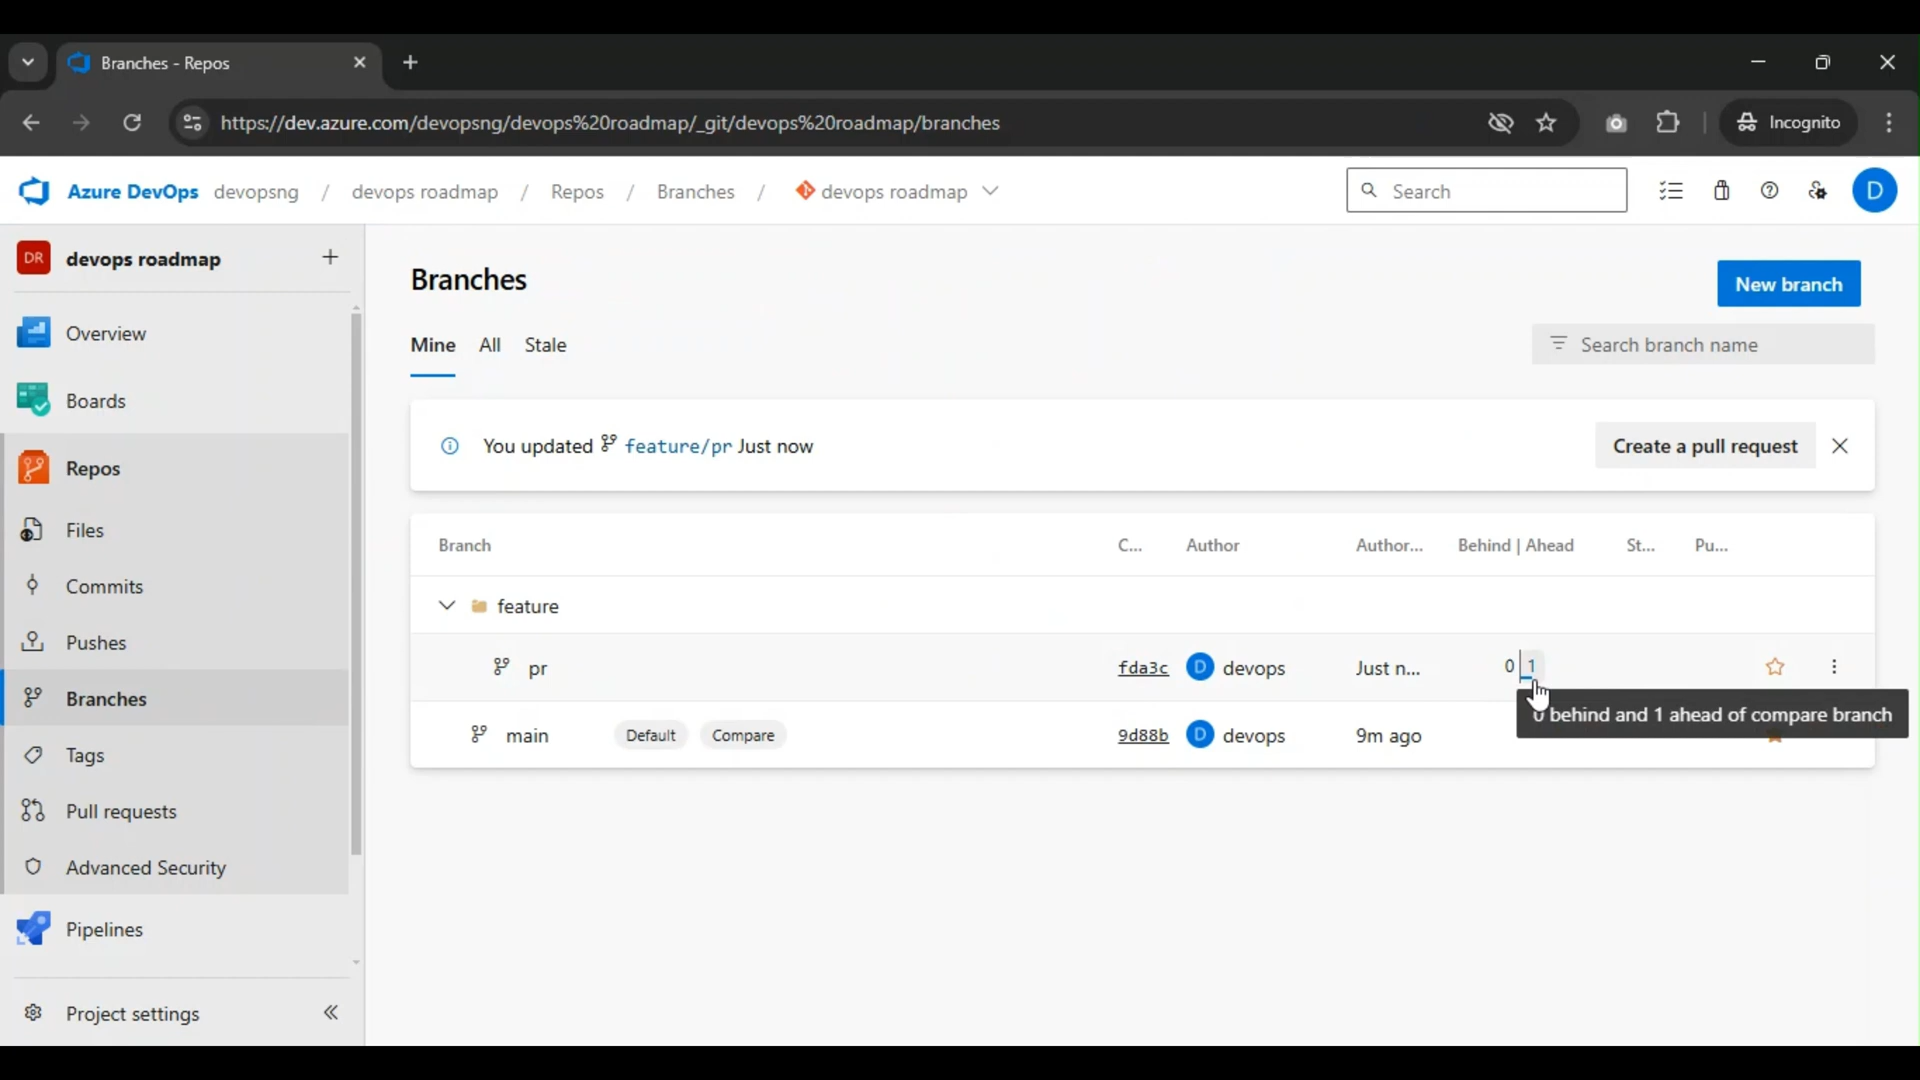 Branches - Repos
https://dev.azure.com/devopsng/devops%20roadmap/_git/devops%20roadmap/branches
Incognito
Azure DevOps devopsng / devops roadmap / Repos / Branches / devops roadmap
Search
D
DR devops roadmap
Overview
Boards
Repos
Files
Commits
Pushes
Branches
Tags
Pull requests
Advanced Security
Pipelines
Project settings
Branches
New branch
Mine All Stale
Search branch name
You updated feature/pr Just now
Create a pull request
Branch C... Author Author... Behind | Ahead St... Pu...
feature
pr fda3c D devops Just n... 0 | 1
0 behind and 1 ahead of compare branch
main Default Compare 9d88b D devops 9m ago